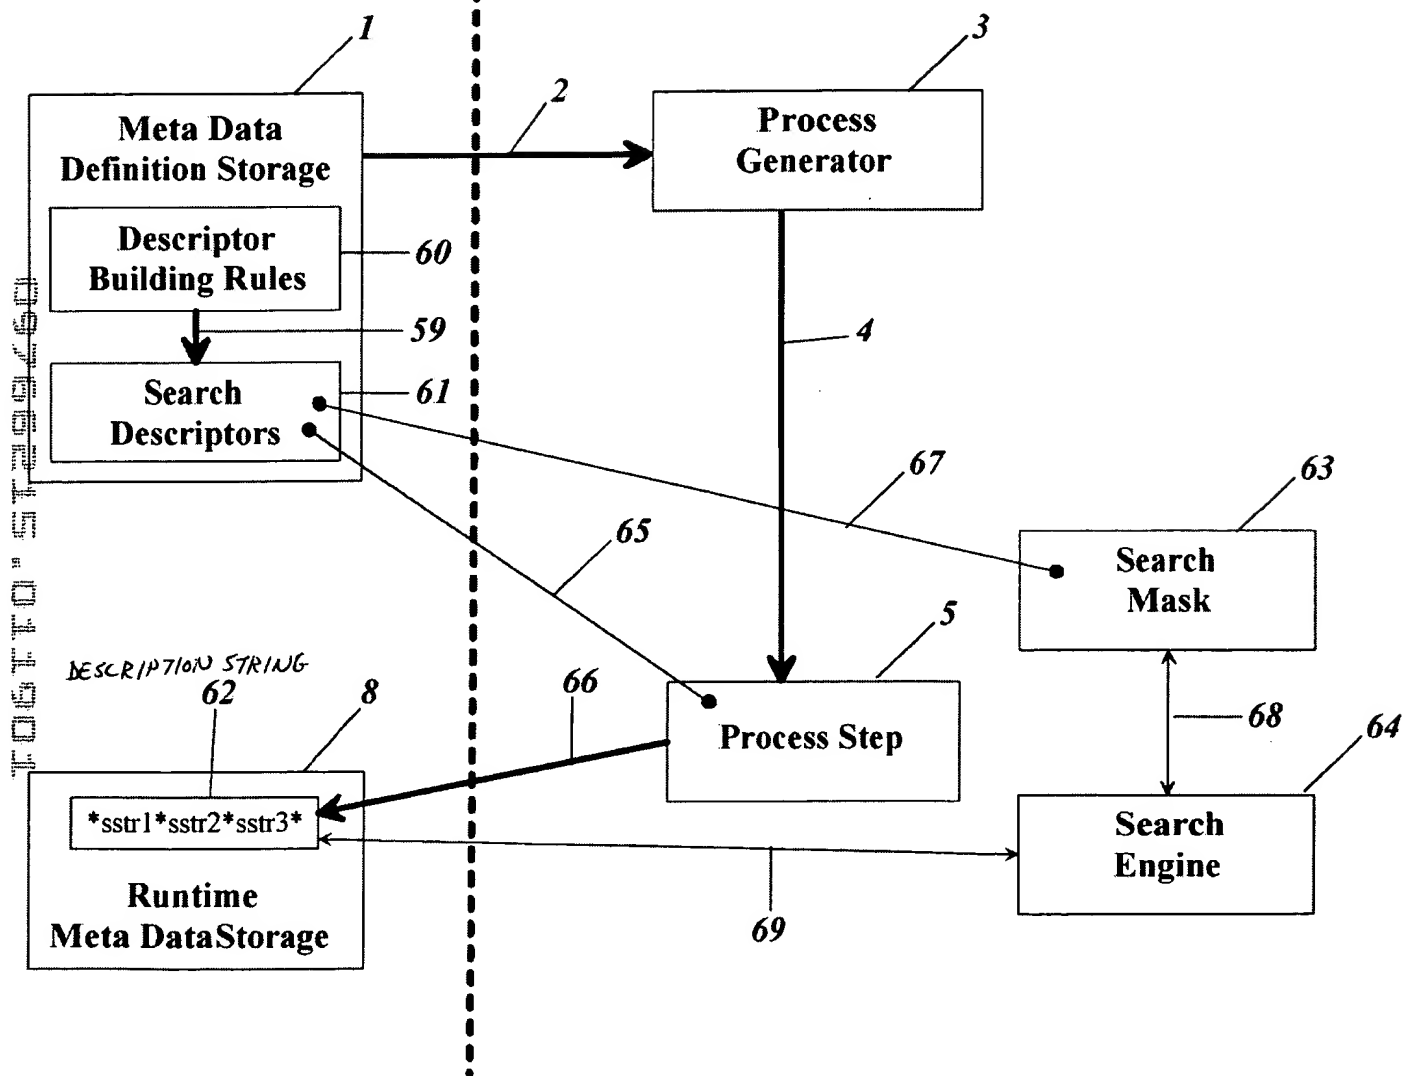 1
3
2
Meta Data
Definition Storage
Process
Generator
Descriptor
Building Rules
60
59
4
Search
Descriptors
61
67
63
65
Search
Mask
5
DESCRIPTION STRING
62
8
66
Process Step
68
64
*sstr1*sstr2*sstr3*
Search
Engine
Runtime
Meta DataStorage
69
09766215.011901